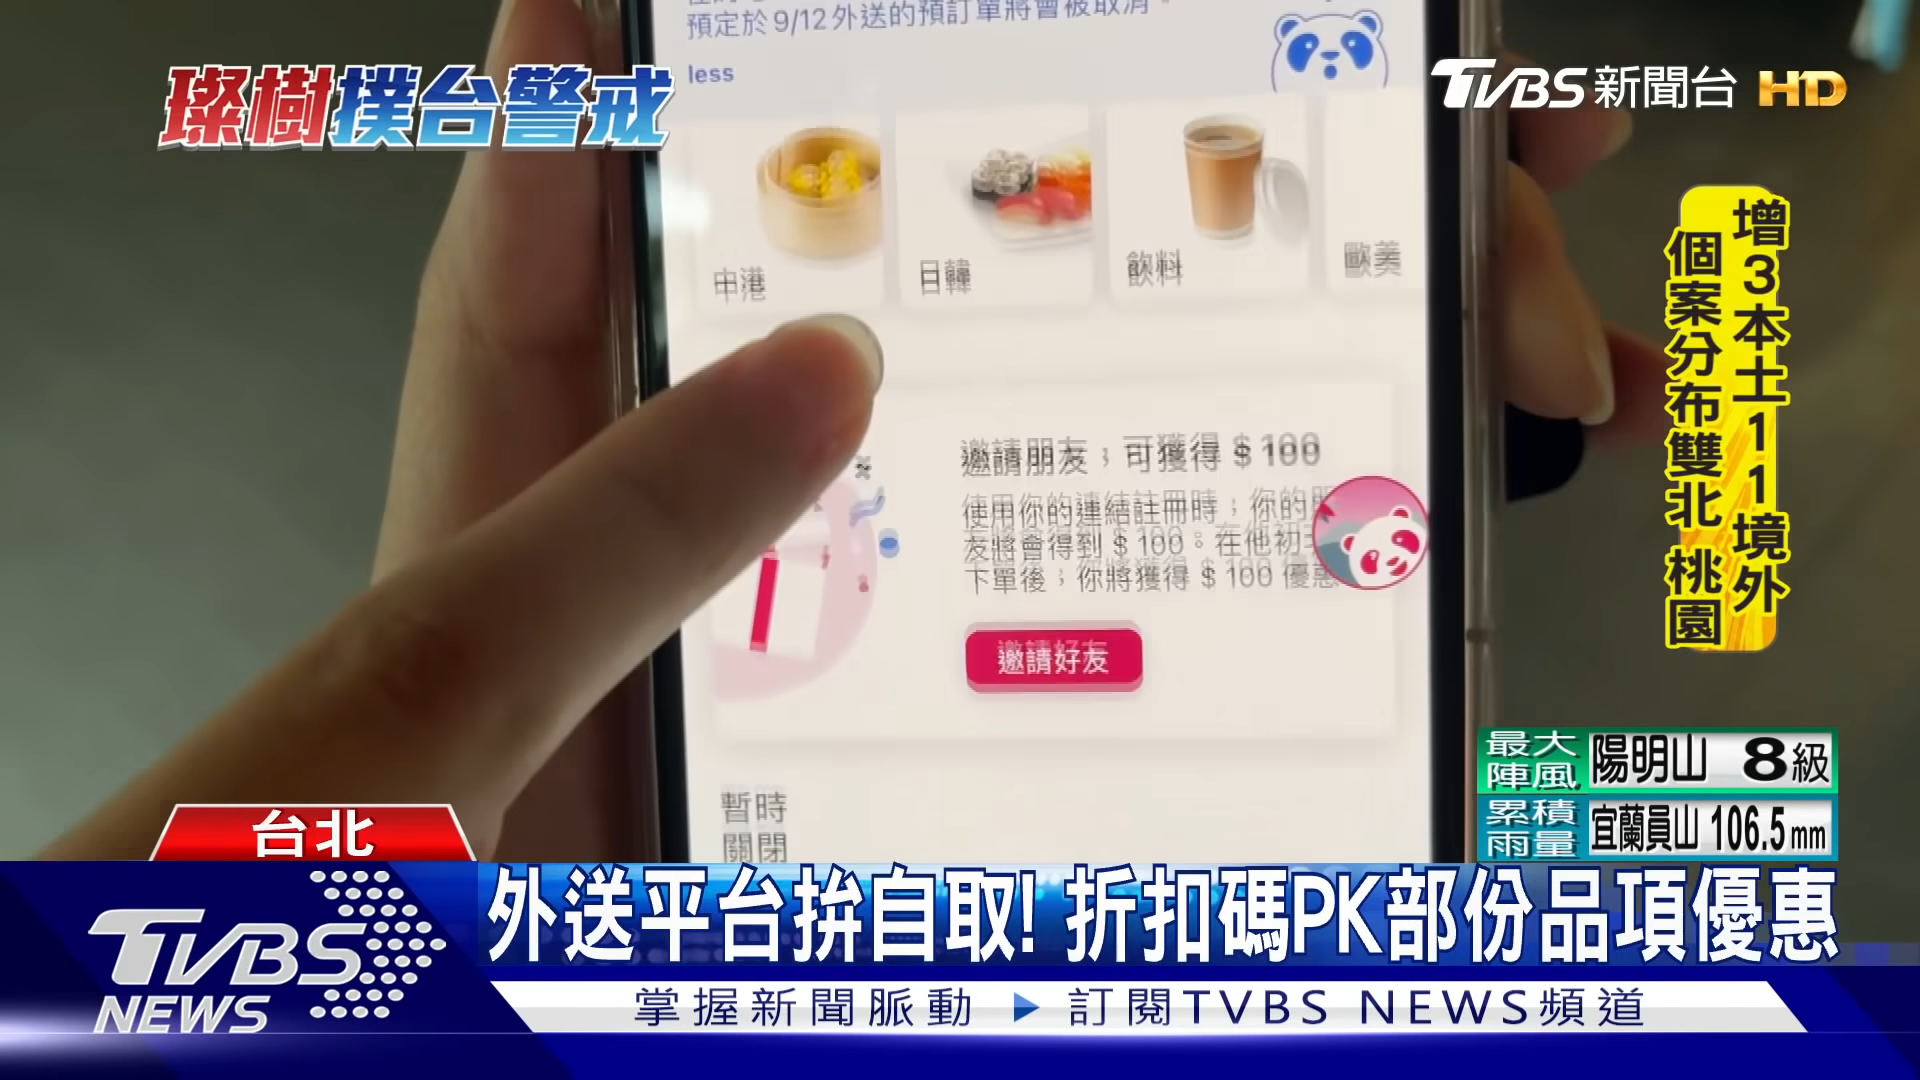 預定於9/12外送的預訂單將會被取消。
less
璨樹撲台警戒
TVBS新聞台 HD
中港
日韓
飲料
歐美
增3本土11境外
個案分布雙北 桃園
邀請朋友，可獲得 $100
使用你的連結註冊時，你的朋
友將會得到 $100。在他初次
下單後，你將獲得 $100 優惠
邀請好友
最大
陣風
陽明山 8級
累積
雨量
宜蘭員山 106.5mm
暫時
關閉
台北
外送平台拚自取! 折扣碼PK部份品項優惠
TVBS
NEWS
掌握新聞脈動 ▶ 訂閱TVBS NEWS頻道